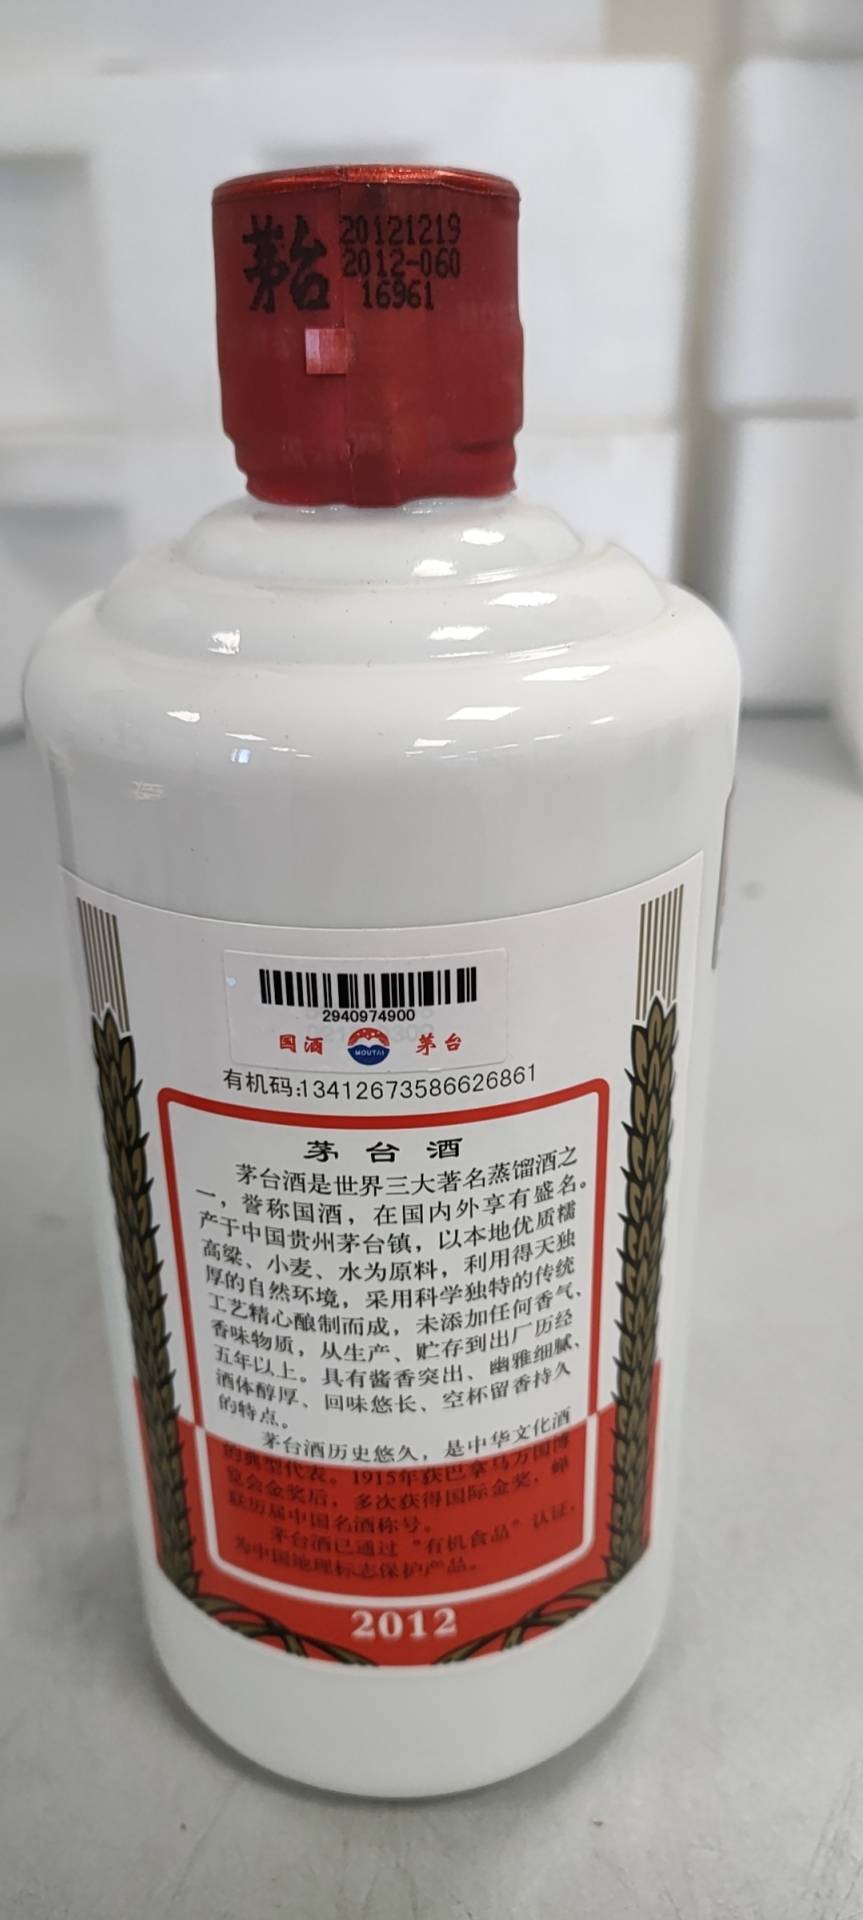 茅台
20121219
2012-060
16961
2940974900
国酒
MOUTAI
茅台
有机码:13412673586626861
茅台酒
茅台酒是世界三大著名蒸馏酒之
一，誉称国酒，在国内外享有盛名。
产于中国贵州茅台镇，以本地优质糯
高粱、小麦、水为原料，利用得天独
厚的自然环境，采用科学独特的传统
工艺精心酿制而成，未添加任何香气、
香味物质，从生产、贮存到出厂历经
五年以上。具有酱香突出、幽雅细腻、
酒体醇厚、回味悠长、空杯留香持久
的特点。
茅台酒历史悠久，是中华文化酒
的典型代表。1915年获巴拿马万国博
览会金奖后，多次获得国际金奖，蝉
联历届中国名酒称号。
茅台酒已通过“有机食品”认证，
为中国地理标志保护产品。
2012